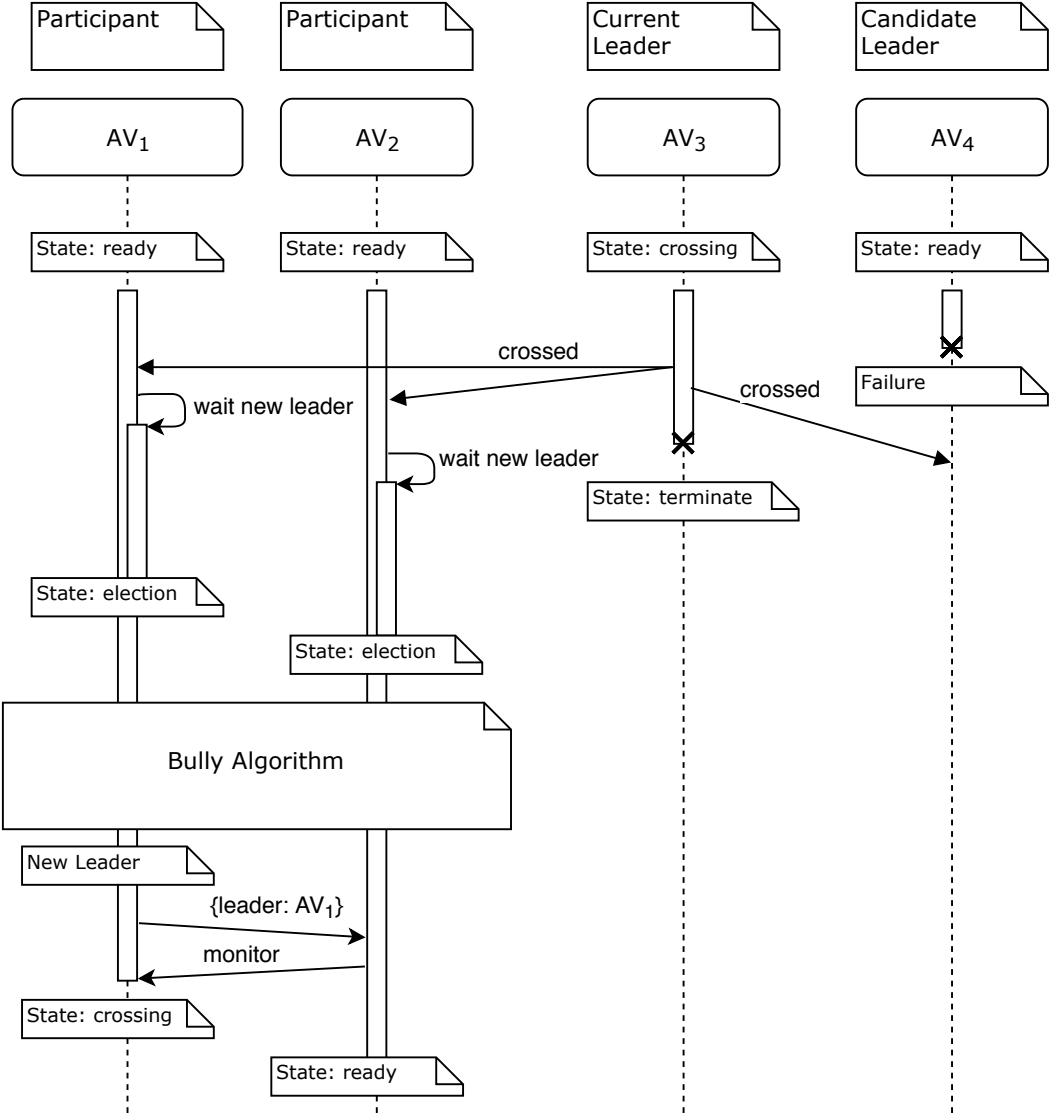 Participant
Participant
Current
Leader
Candidate
Leader
AV₁
AV₂
AV₃
AV₄
State: ready
State: ready
State: crossing
State: ready
crossed
crossed
Failure
wait new leader
wait new leader
State: terminate
State: election
State: election
Bully Algorithm
New Leader
{leader: AV₁}
monitor
State: crossing
State: ready